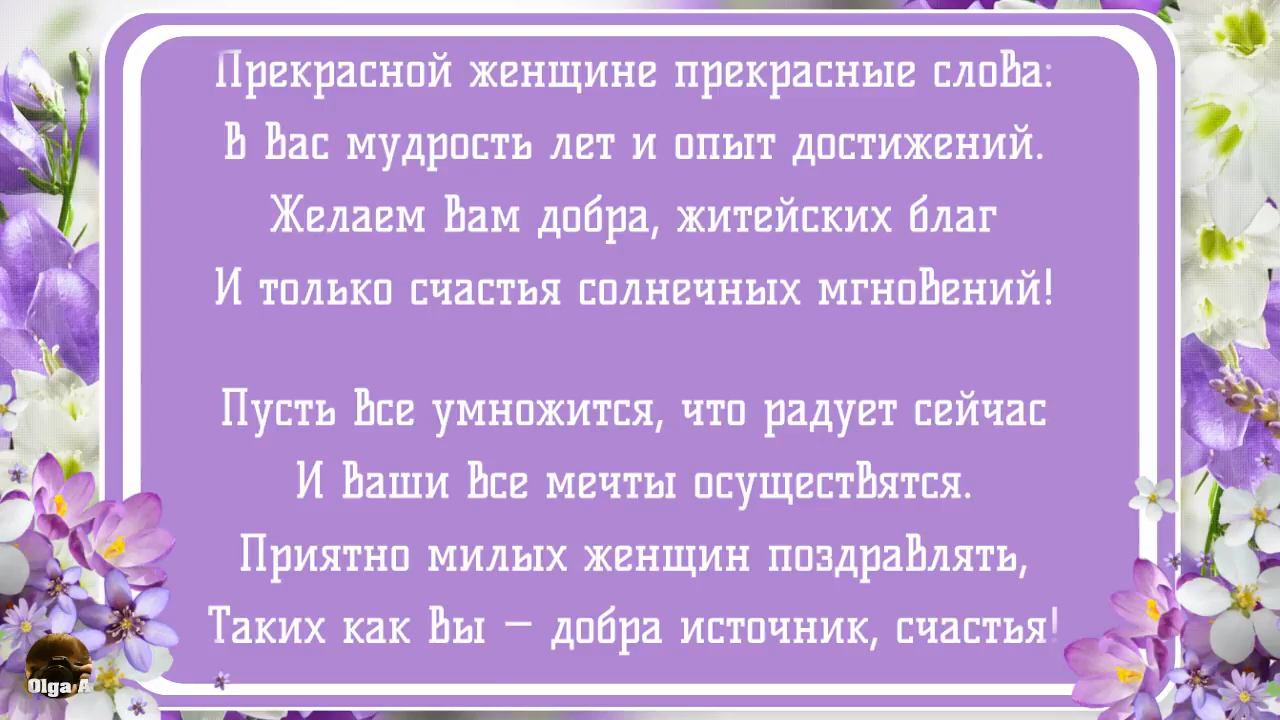 Прекрасной женщине прекрасные слова:
В Вас мудрость лет и опыт достижений.
Желаем Вам добра, житейских благ
И только счастья солнечных мгновений!
Пусть все умножится, что радует сейчас
И Ваши все мечты осуществятся.
Приятно милых женщин поздравлять,
Таких как Вы – добра источник, счастья!
Olga A